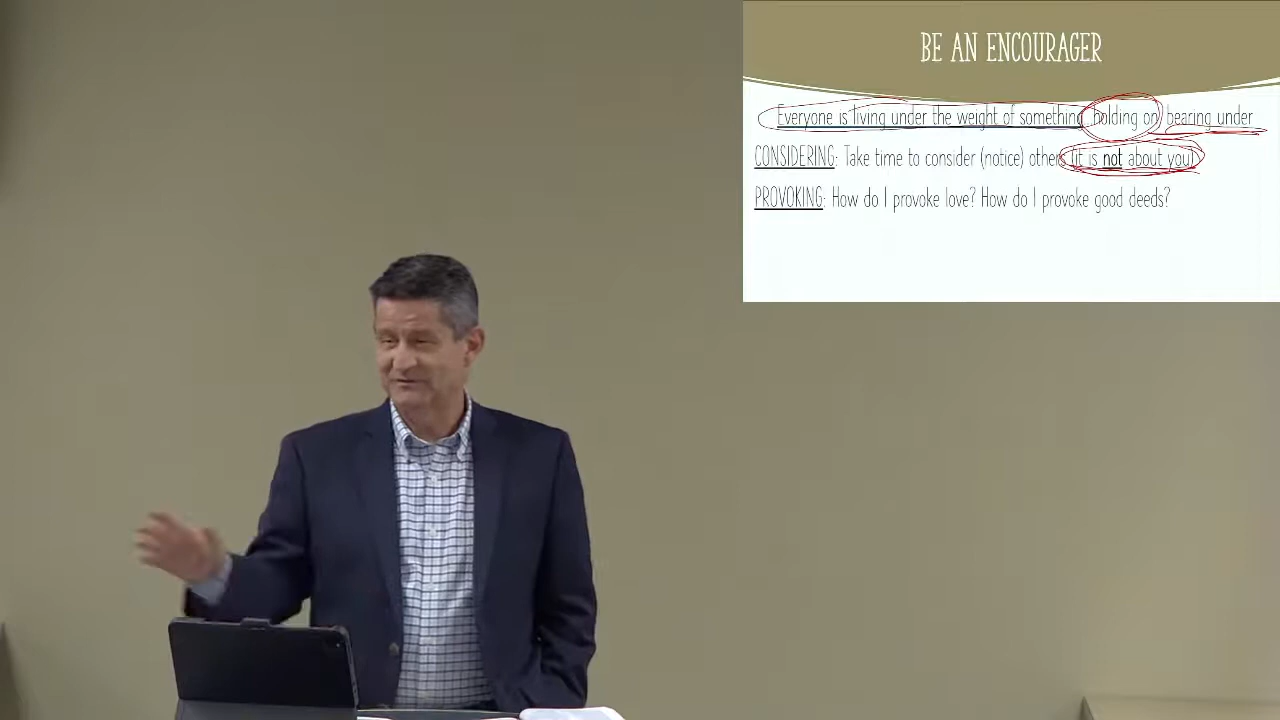 BE AN ENCOURAGER
Everyone is living under the weight of something holding on bearing under
CONSIDERING: Take time to consider (notice) others (it is not about you)
PROVOKING: How do I provoke love? How do I provoke good deeds?